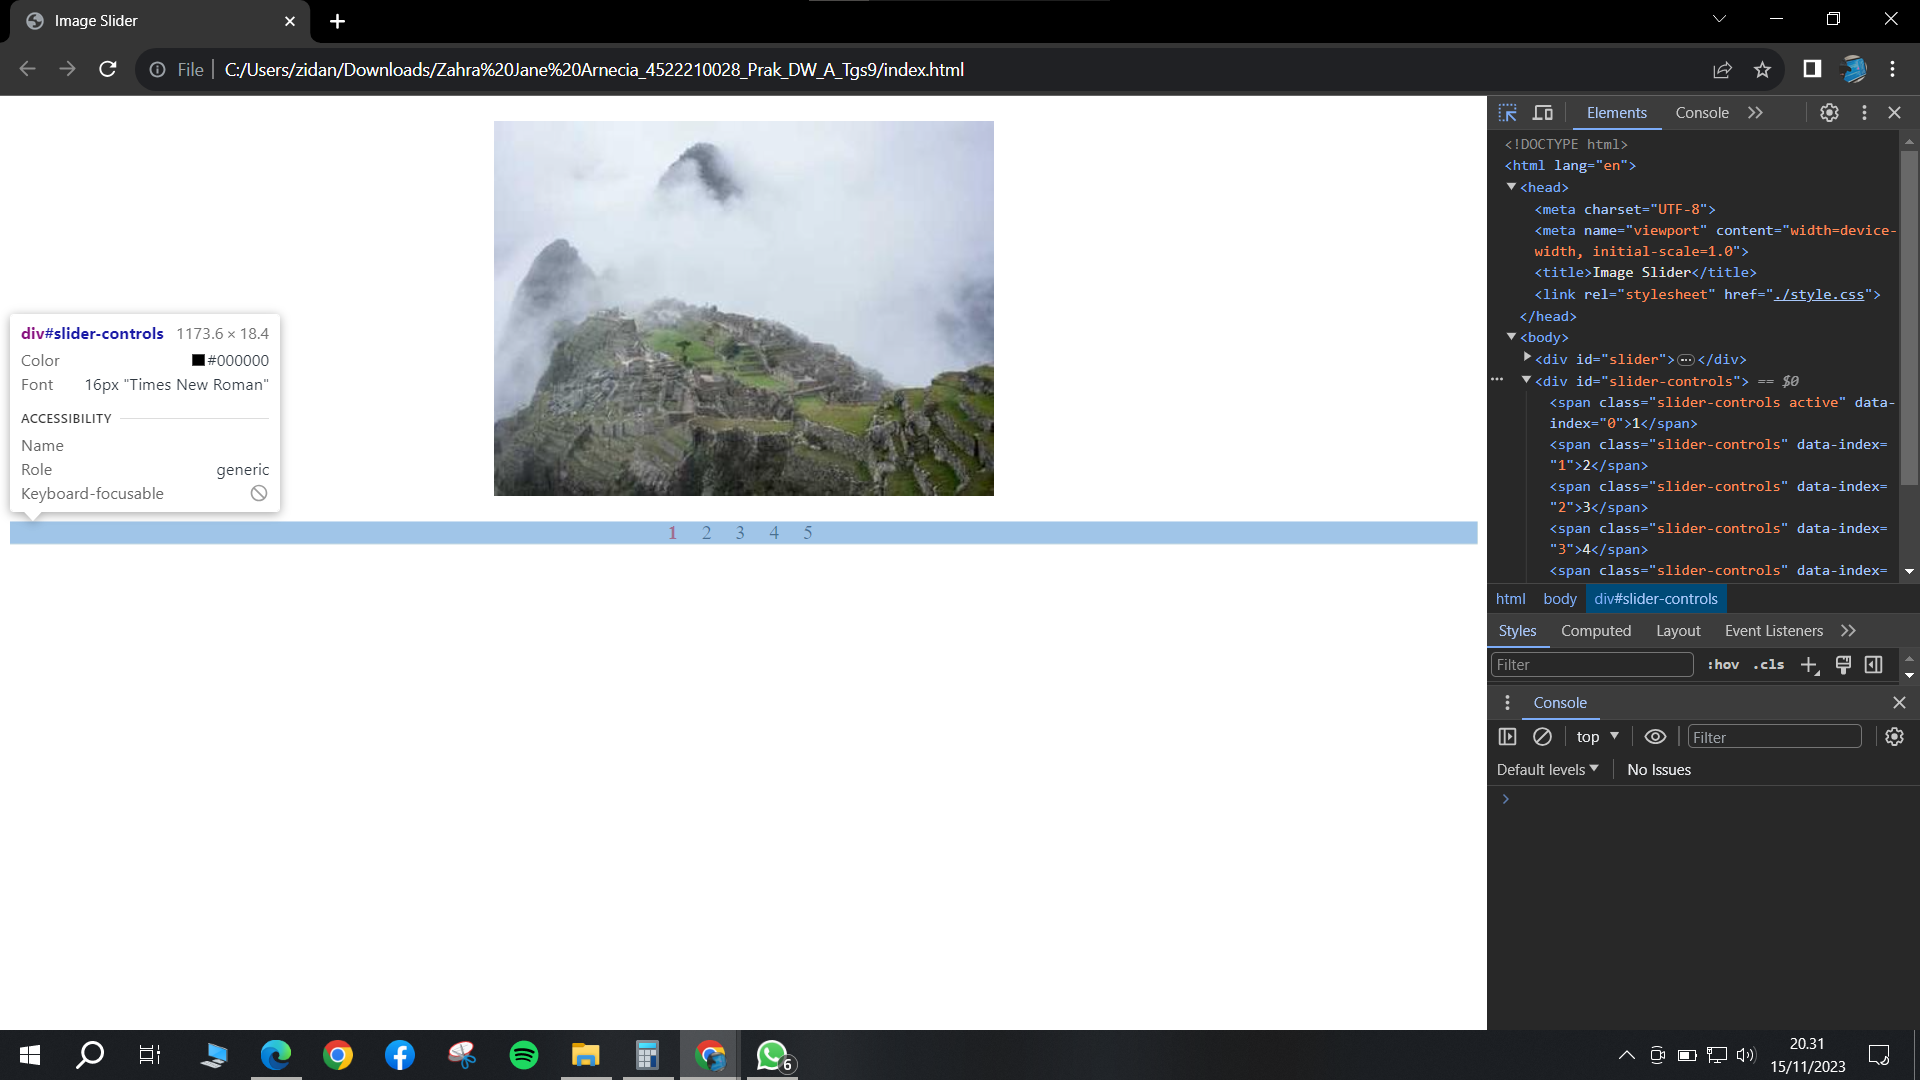 Image Slider
File
C:/Users/zidan/Downloads/Zahra%20Jane%20Arnecia_4522210028_Prak_DW_A_Tgs9/index.html
div#slider-controls 1173.6 × 18.4
Color #000000
Font 16px "Times New Roman"
ACCESSIBILITY
Name
Role generic
Keyboard-focusable
1 2 3 4 5
Elements Console
<!DOCTYPE html>
<html lang="en">
<head>
<meta charset="UTF-8">
<meta name="viewport" content="width=device-
width, initial-scale=1.0">
<title>Image Slider</title>
<link rel="stylesheet" href="./style.css">
</head>
<body>
<div id="slider">…</div>
<div id="slider-controls"> == $0
<span class="slider-controls active" data-
index="0">1</span>
<span class="slider-controls" data-index=
"1">2</span>
<span class="slider-controls" data-index=
"2">3</span>
<span class="slider-controls" data-index=
"3">4</span>
<span class="slider-controls" data-index=
html body div#slider-controls
Styles Computed Layout Event Listeners
Filter :hov .cls
Console
top Filter
Default levels No Issues
6
20.31
15/11/2023